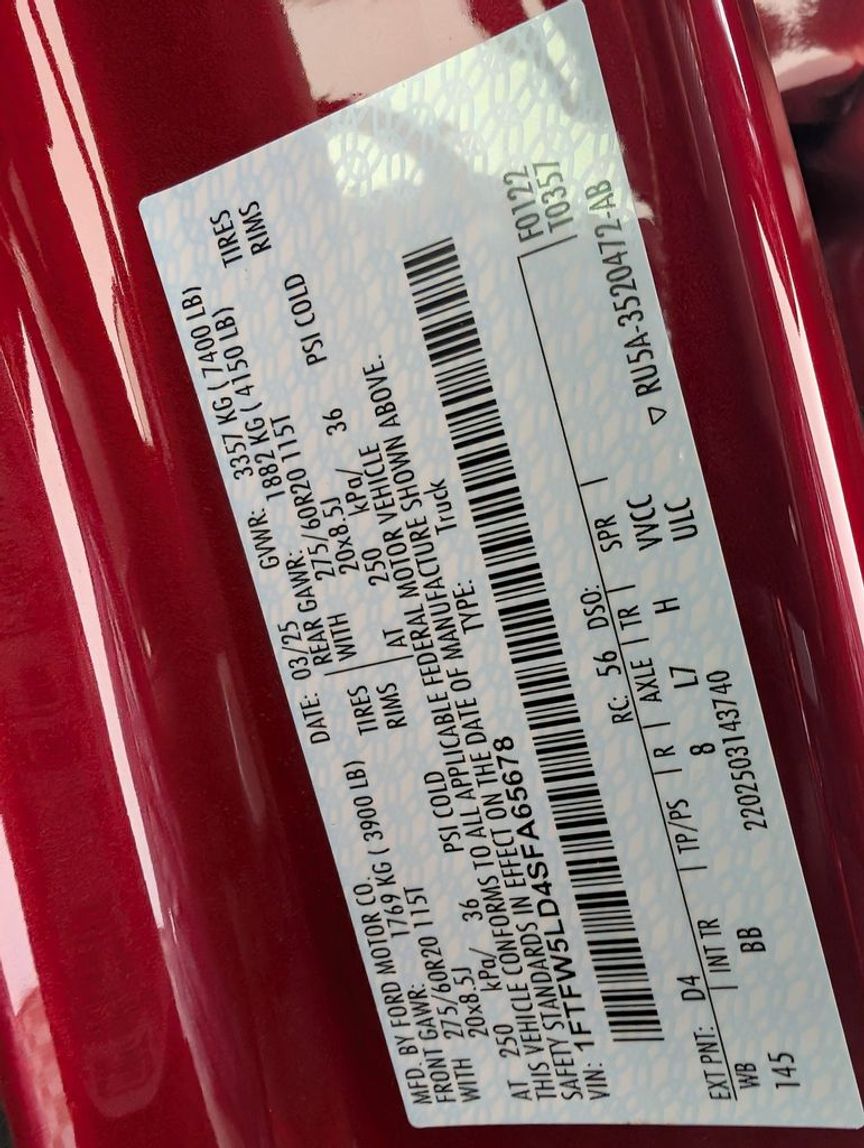 MFD. BY FORD MOTOR CO. DATE: 03/25 GVWR: 3357 KG ( 7400 LB)
FRONT GAWR: 1769 KG ( 3900 LB) REAR GAWR: 1882 KG ( 4150 LB)
WITH 275/60R20 115T TIRES WITH 275/60R20 115T TIRES
20x8.5J RIMS 20x8.5J RIMS
AT 250 kPa/ 36 PSI COLD AT 250 kPa/ 36 PSI COLD
THIS VEHICLE CONFORMS TO ALL APPLICABLE FEDERAL MOTOR VEHICLE
SAFETY STANDARDS IN EFFECT ON THE DATE OF MANUFACTURE SHOWN ABOVE.
VIN: 1FTFW5LD4SFA65678 TYPE: Truck
F0122
T0357
EXT PNT: D4 RC: 56 DSO:
WB INT TR TP/PS R AXLE TR SPR
145 BB 8 L7 H VVCC
ULC
2202503143740
▽ RU5A-3520472-AB